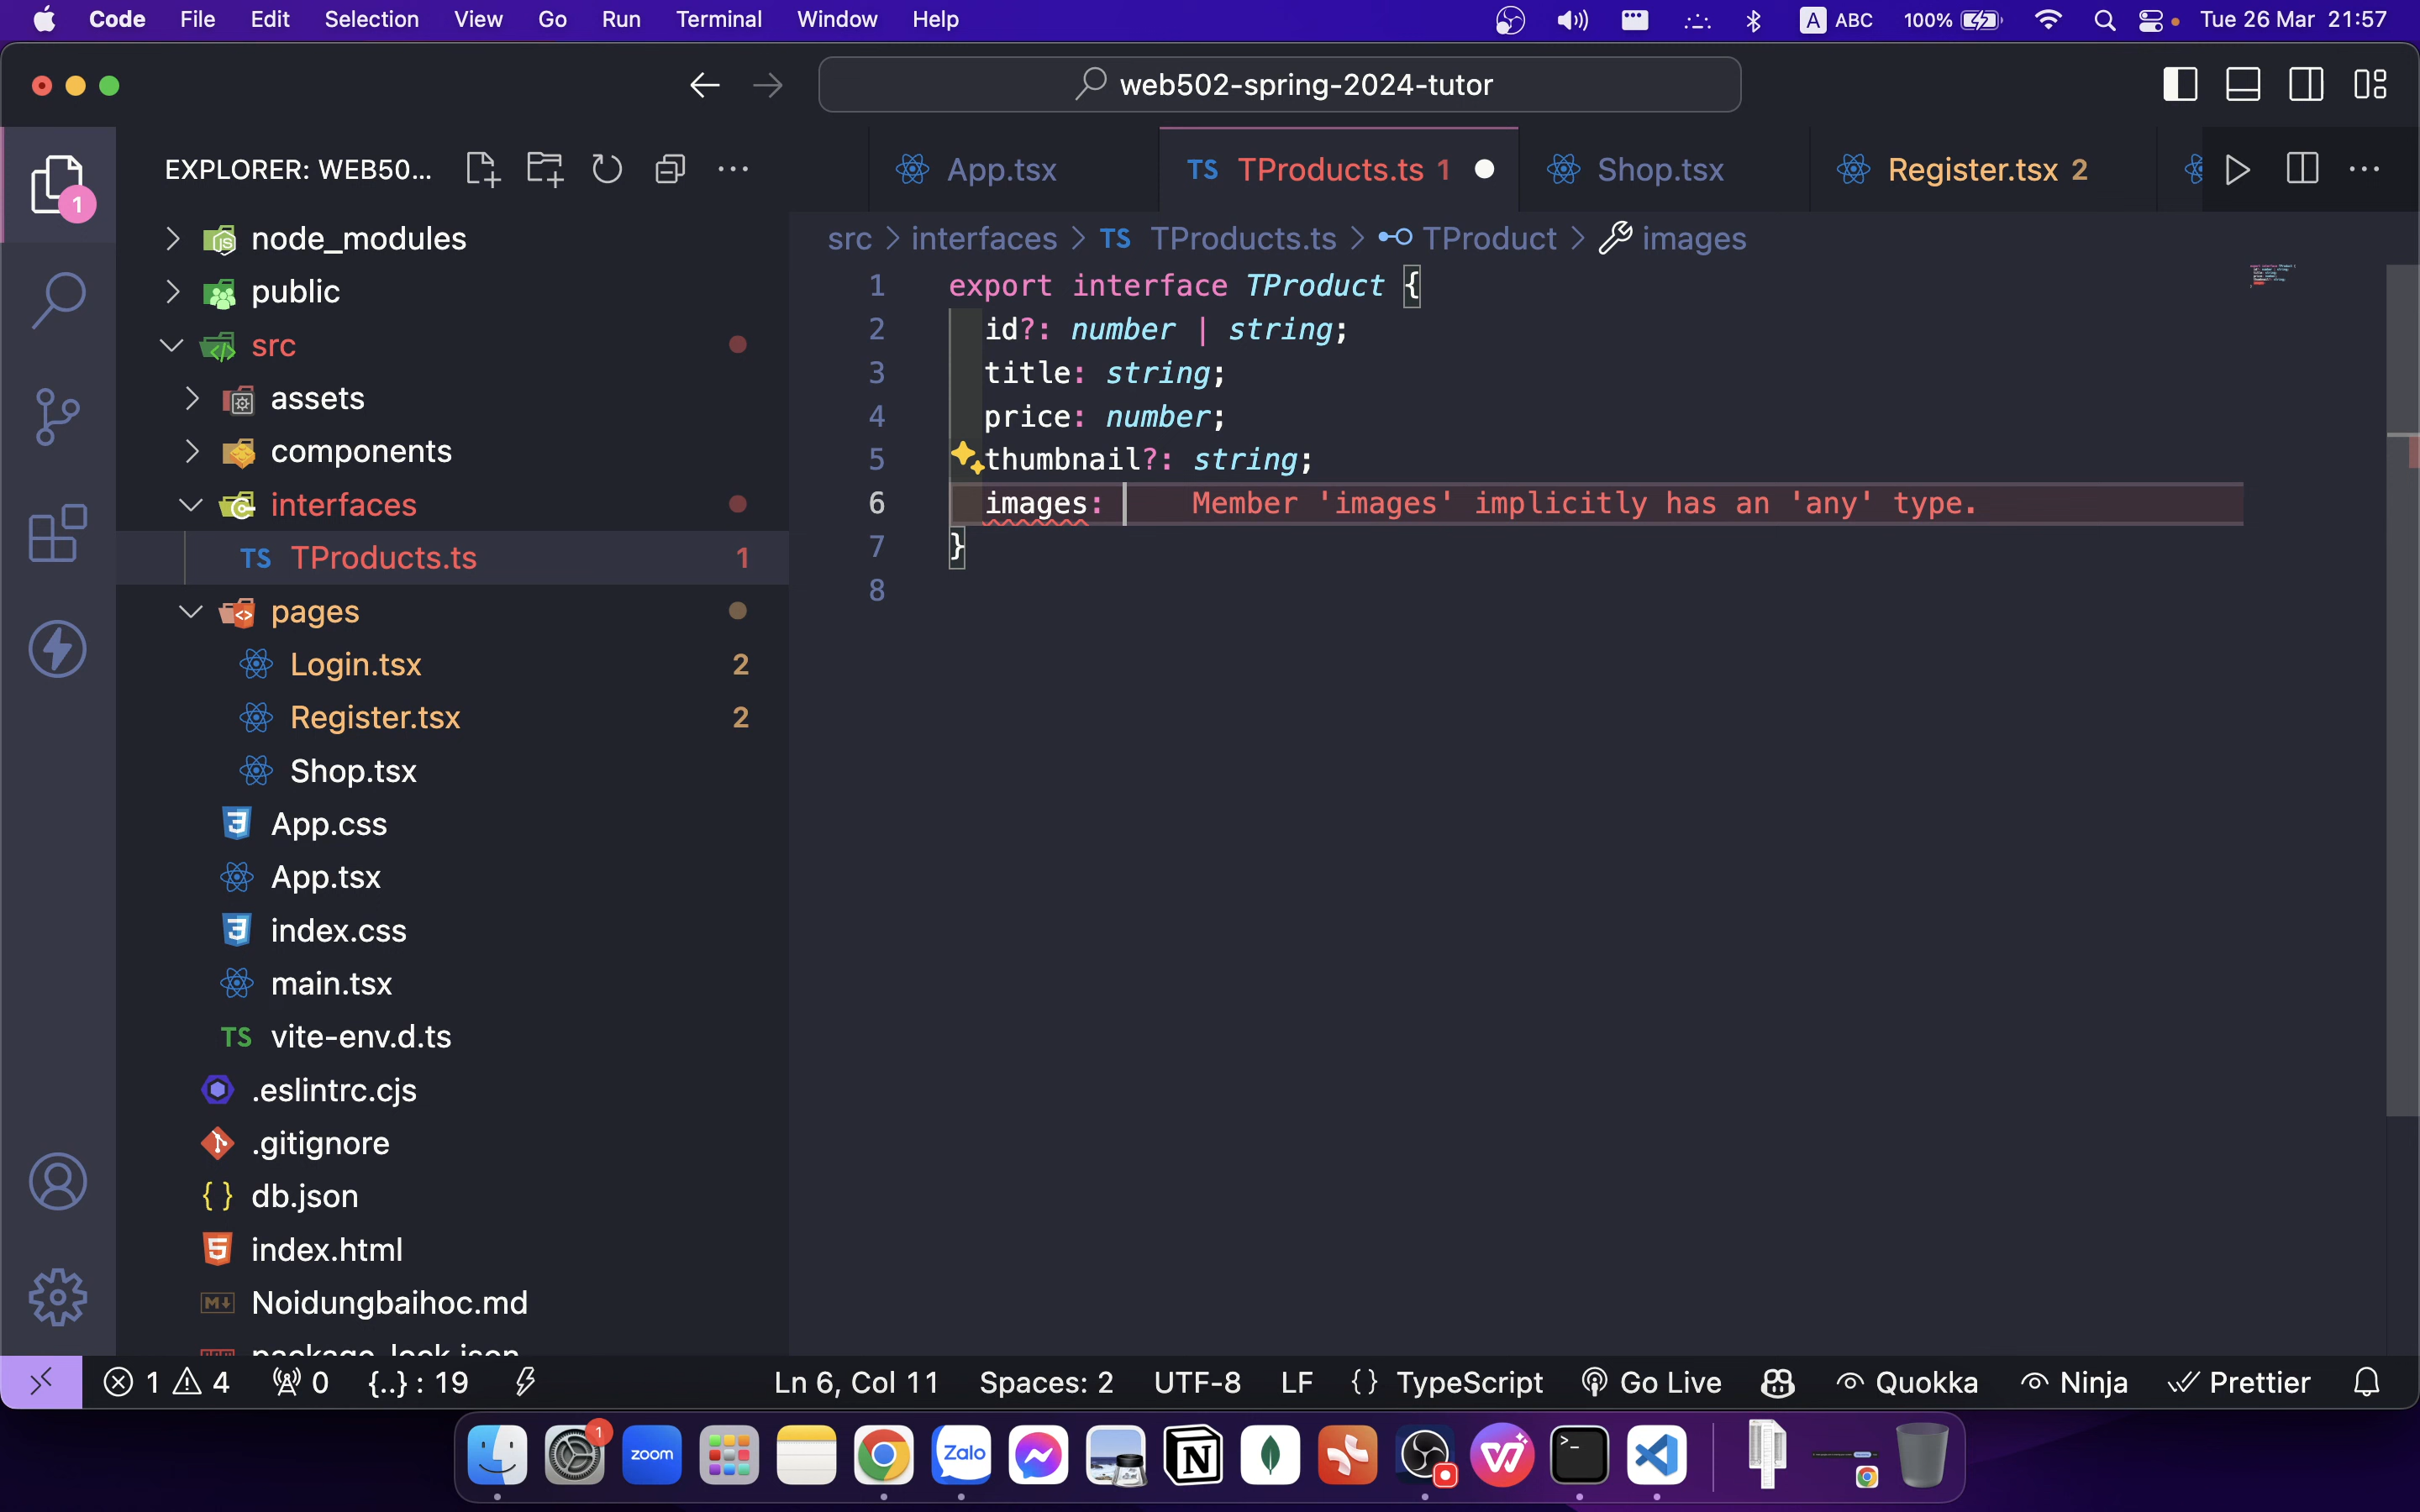 Code File Edit Selection View Go Run Terminal Window Help A ABC 100% Tue 26 Mar 21:57
web502-spring-2024-tutor
EXPLORER: WEB50...
App.tsx
TS TProducts.ts 1
Shop.tsx
Register.tsx 2
1
node_modules
public
src
assets
components
interfaces
TS TProducts.ts 1
pages
Login.tsx 2
Register.tsx 2
Shop.tsx
App.css
App.tsx
index.css
main.tsx
TS vite-env.d.ts
.eslintrc.cjs
.gitignore
{ } db.json
index.html
M↓ Noidungbaihoc.md
package-lock.json
src > interfaces > TS TProducts.ts > TProduct > images
1 export interface TProduct {
2 id?: number | string;
3 title: string;
4 price: number;
5 thumbnail?: string;
6 images: Member 'images' implicitly has an 'any' type.
7 }
8
1 4 0 {..} : 19 Ln 6, Col 11 Spaces: 2 UTF-8 LF {} TypeScript Go Live Quokka Ninja Prettier
1
zoom
Zalo